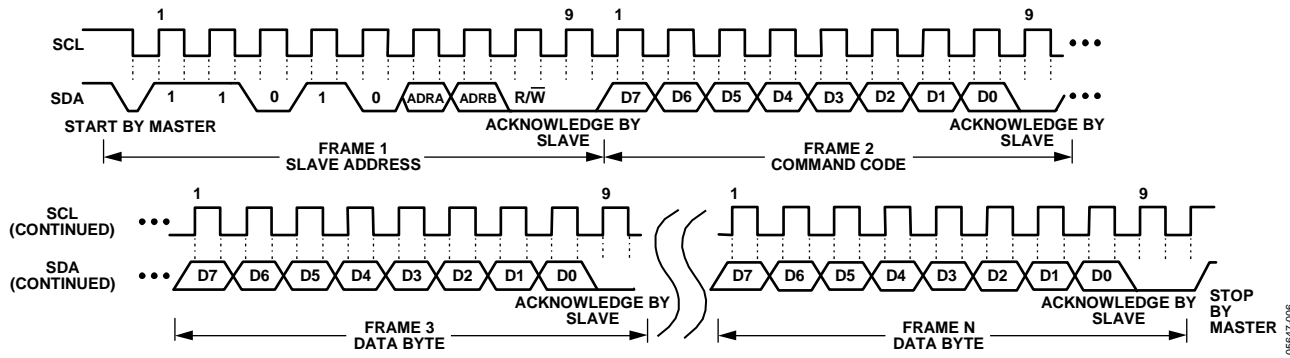 1 9 1 9
SCL
SDA 1 1 0 1 0 ADRA ADRB R/W̅ D7 D6 D5 D4 D3 D2 D1 D0
START BY MASTER
ACKNOWLEDGE BY
SLAVE
ACKNOWLEDGE BY
SLAVE
FRAME 1
SLAVE ADDRESS
FRAME 2
COMMAND CODE
1 9 1 9
SCL
(CONTINUED)
SDA
(CONTINUED)
D7 D6 D5 D4 D3 D2 D1 D0 D7 D6 D5 D4 D3 D2 D1 D0
ACKNOWLEDGE BY
SLAVE
ACKNOWLEDGE BY
SLAVE
STOP
BY
MASTER
FRAME 3
DATA BYTE
FRAME N
DATA BYTE
05647-006